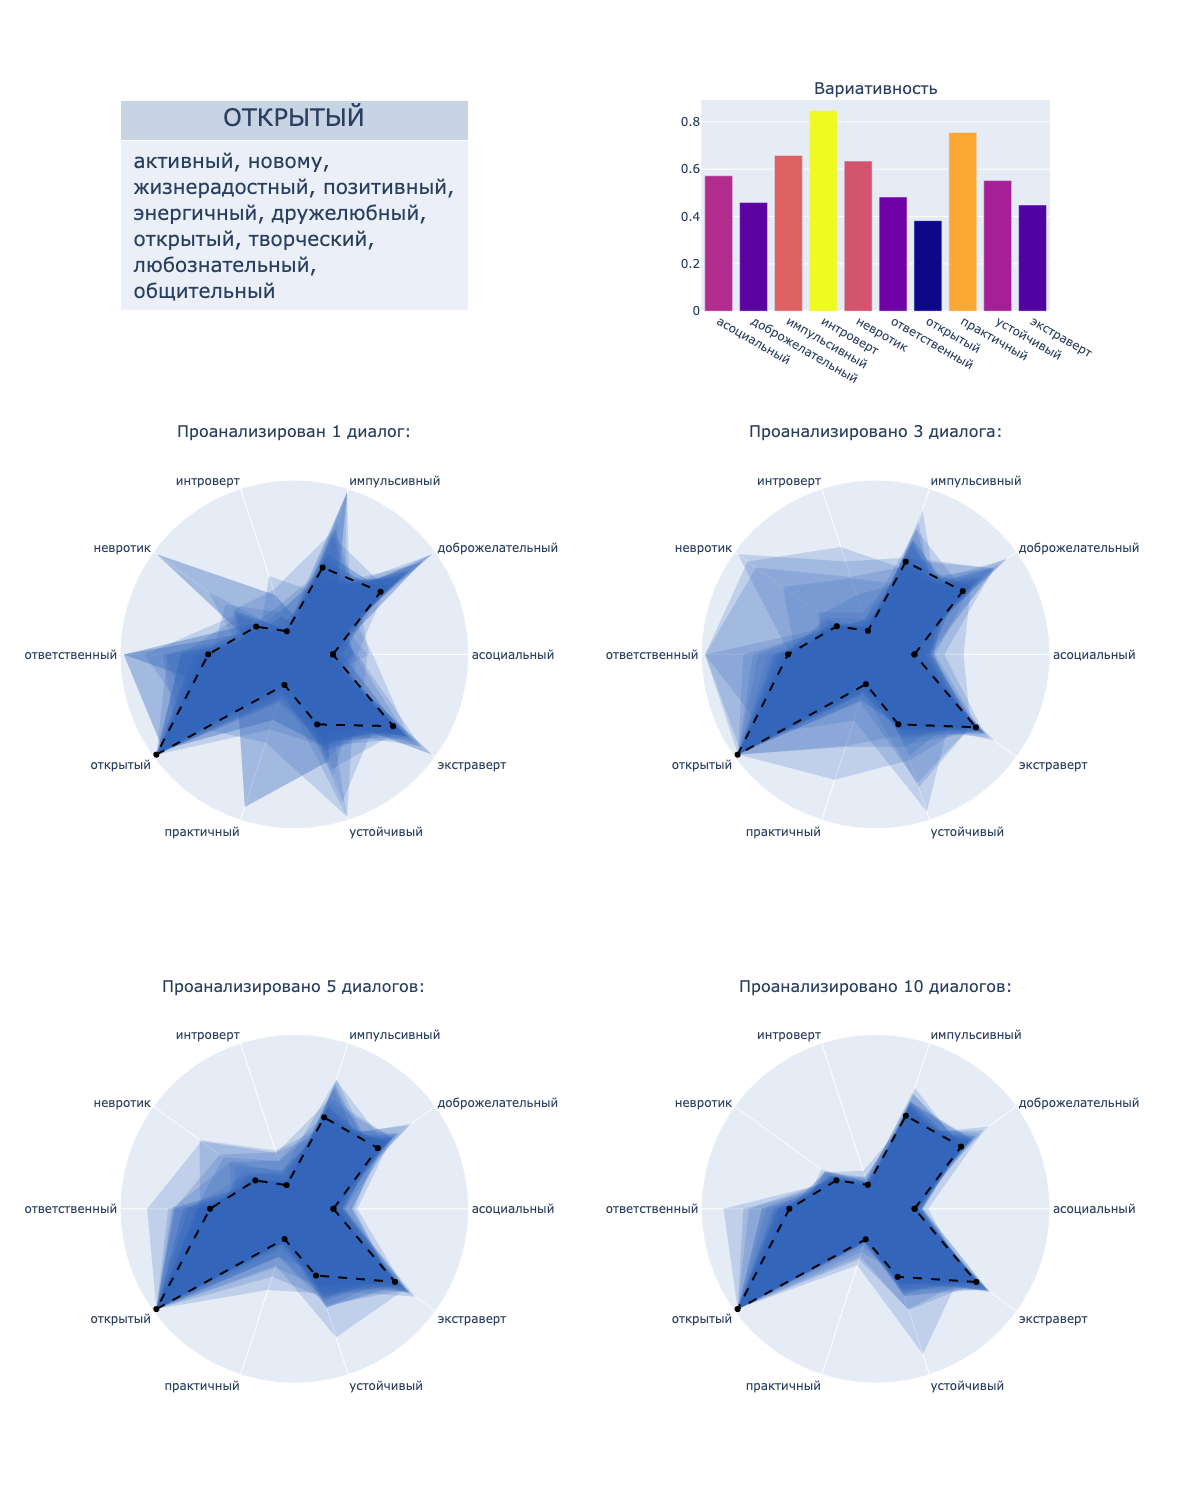 ОТКРЫТЫЙ
активный, новому,
жизнерадостный, позитивный,
энергичный, дружелюбный,
открытый, творческий,
любознательный,
общительный
Вариативность
0.8
0.6
0.4
0.2
0
асоциальный
доброжелательный
импульсивный
интроверт
невротик
ответственный
открытый
практичный
устойчивый
экстраверт
Проанализирован 1 диалог:
интроверт
импульсивный
невротик
доброжелательный
ответственный
асоциальный
открытый
экстраверт
практичный
устойчивый
Проанализировано 3 диалога:
интроверт
импульсивный
невротик
доброжелательный
ответственный
асоциальный
открытый
экстраверт
практичный
устойчивый
Проанализировано 5 диалогов:
интроверт
импульсивный
невротик
доброжелательный
ответственный
асоциальный
открытый
экстраверт
практичный
устойчивый
Проанализировано 10 диалогов:
интроверт
импульсивный
невротик
доброжелательный
ответственный
асоциальный
открытый
экстраверт
практичный
устойчивый